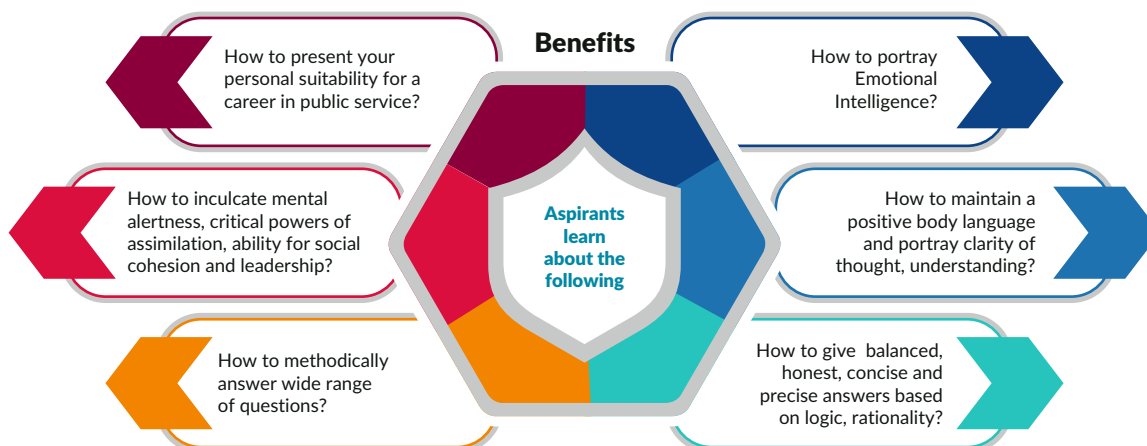 Benefits
How to present your
personal suitability for a
career in public service?
How to portray
Emotional
Intelligence?
How to inculcate mental
alertness, critical powers of
assimilation, ability for social
cohesion and leadership?
Aspirants
learn
about the
following
How to maintain a
positive body language
and portray clarity of
thought, understanding?
How to methodically
answer wide range
of questions?
How to give balanced,
honest, concise and
precise answers based
on logic, rationality?